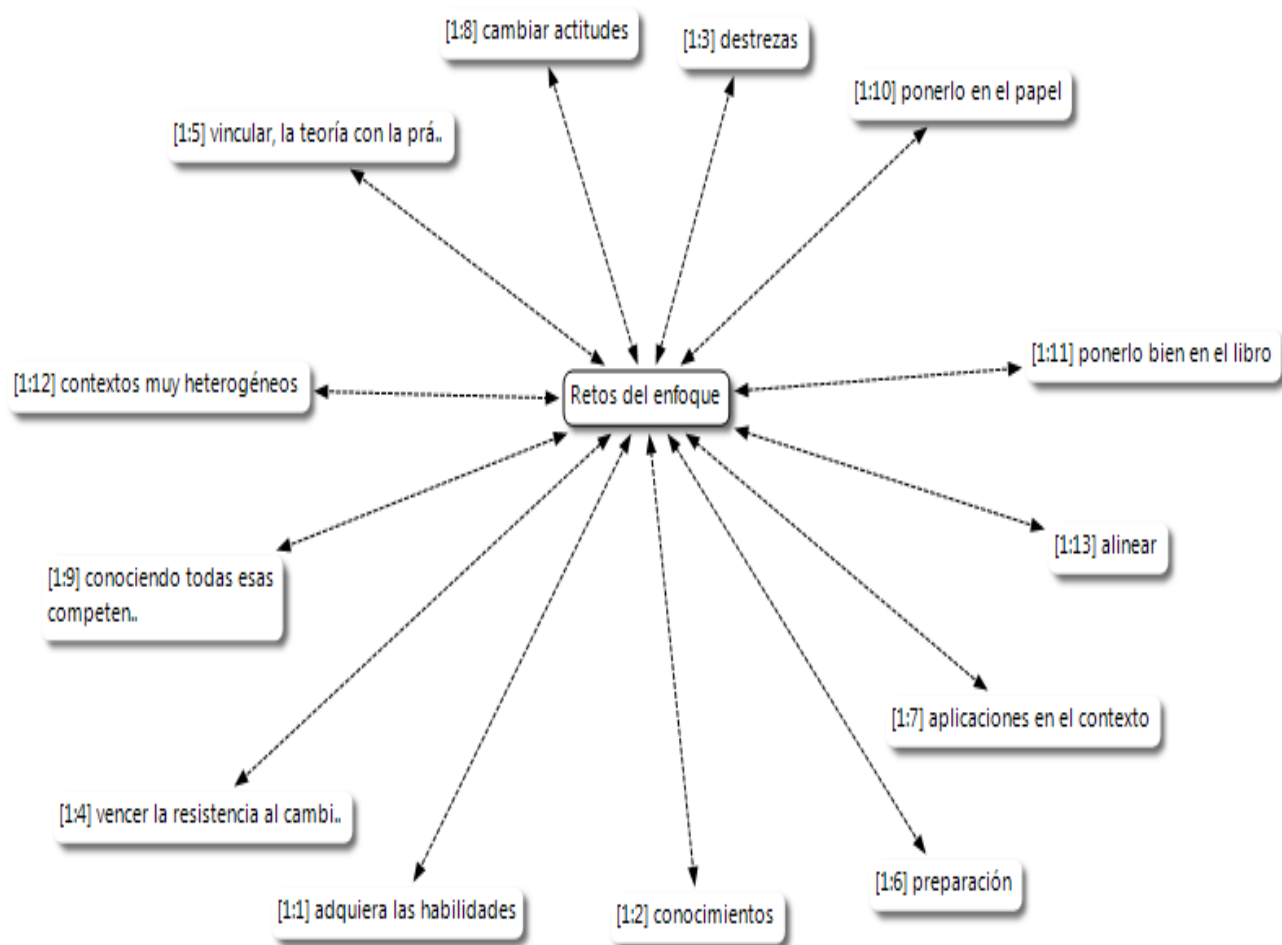 [1:8] cambiar actitudes
[1:3] destrezas
[1:10] ponerlo en el papel
[1:5] vincular, la teoría con la prá..
[1:11] ponerlo bien en el libro
[1:12] contextos muy heterogéneos
Retos del enfoque
[1:13] alinear
[1:9] conociendo todas esas
competen..
[1:7] aplicaciones en el contexto
[1:4] vencer la resistencia al cambi..
[1:6] preparación
[1:1] adquiera las habilidades
[1:2] conocimientos